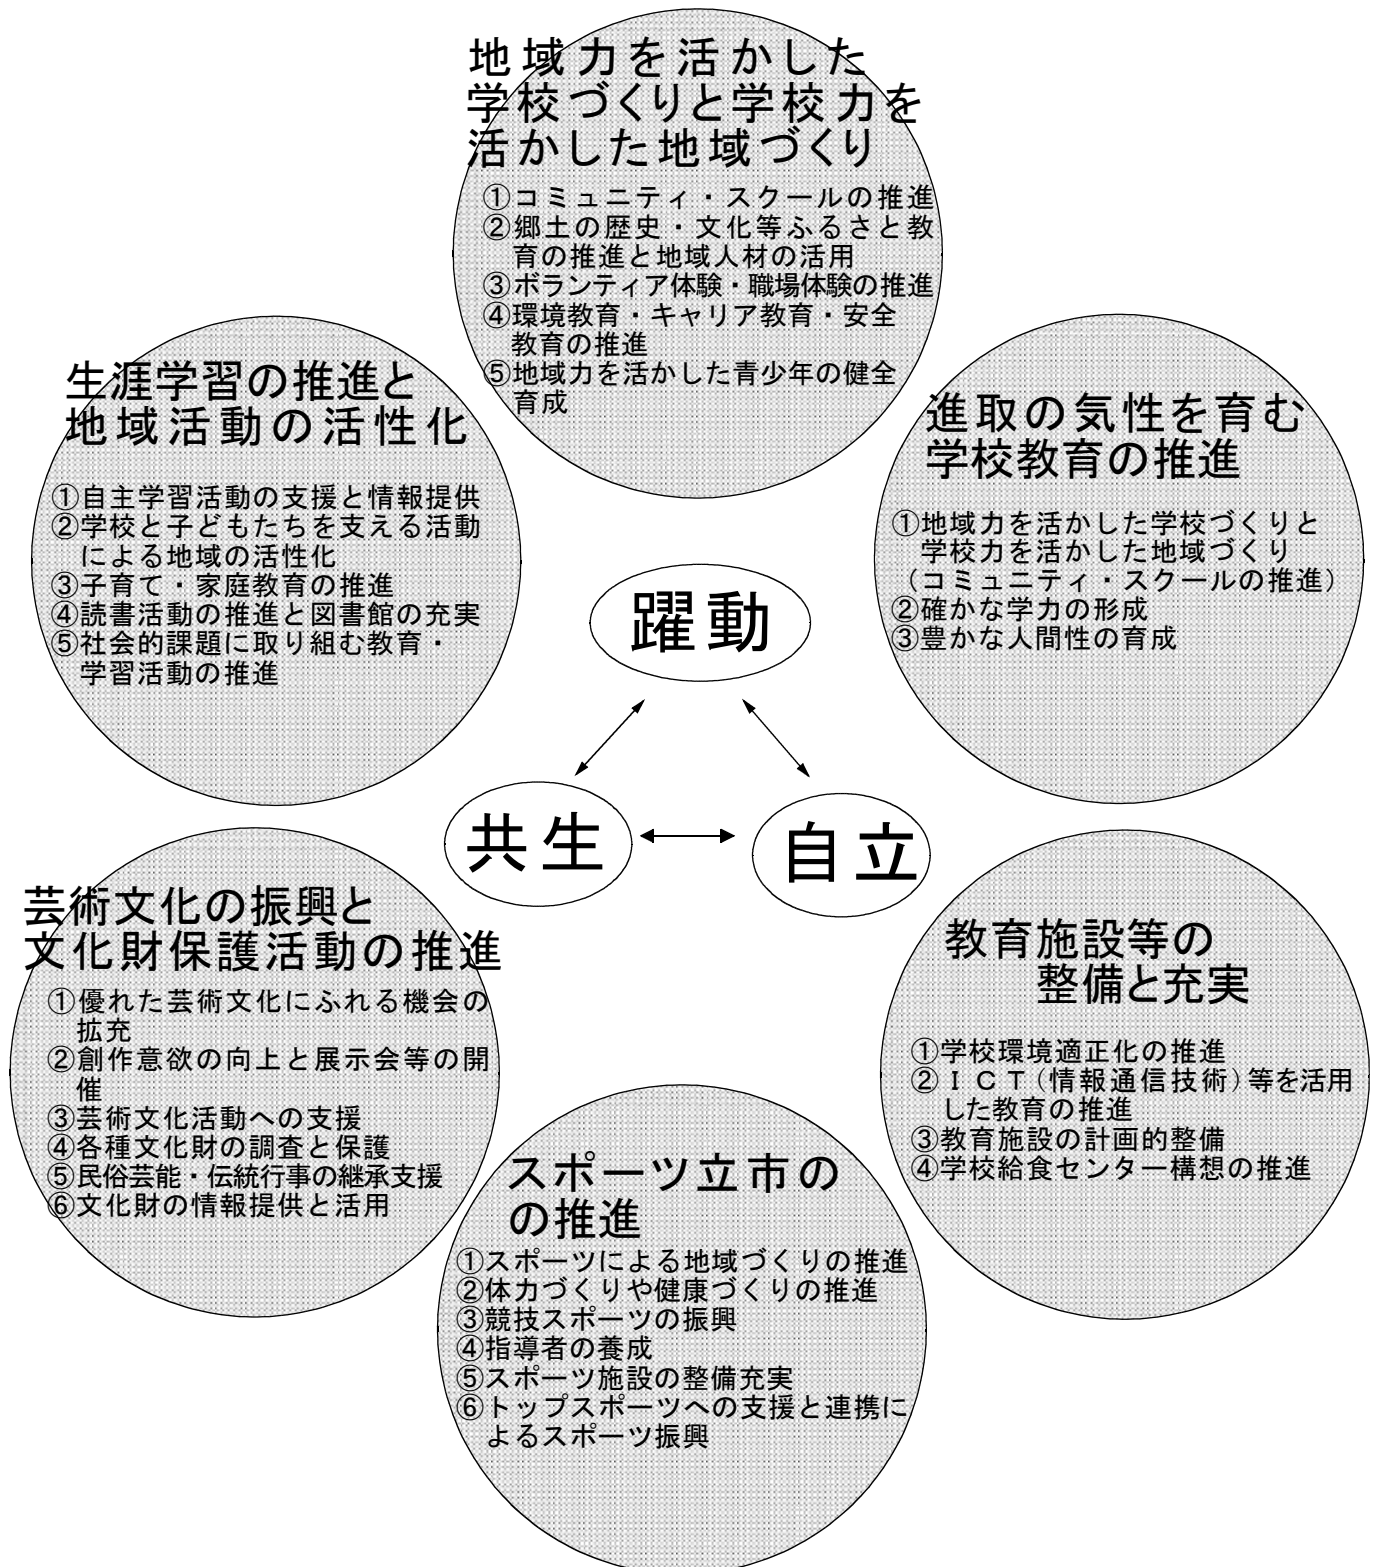 地域力を活かした
学校づくりと学校力を
活かした地域づくり
①コミュニティ・スクールの推進
②郷土の歴史・文化等ふるさと教
育の推進と地域人材の活用
③ボランティア体験・職場体験の推進
④環境教育・キャリア教育・安全
教育の推進
⑤地域力を活かした青少年の健全
育成
生涯学習の推進と
地域活動の活性化
①自主学習活動の支援と情報提供
②学校と子どもたちを支える活動
による地域の活性化
③子育て・家庭教育の推進
④読書活動の推進と図書館の充実
⑤社会的課題に取り組む教育・
学習活動の推進
進取の気性を育む
学校教育の推進
①地域力を活かした学校づくりと
学校力を活かした地域づくり
（コミュニティ・スクールの推進）
②確かな学力の形成
③豊かな人間性の育成
躍動
共生
自立
芸術文化の振興と
文化財保護活動の推進
①優れた芸術文化にふれる機会の
拡充
②創作意欲の向上と展示会等の開
催
③芸術文化活動への支援
④各種文化財の調査と保護
⑤民俗芸能・伝統行事の継承支援
⑥文化財の情報提供と活用
教育施設等の
整備と充実
①学校環境適正化の推進
②ＩＣＴ（情報通信技術）等を活用
した教育の推進
③教育施設の計画的整備
④学校給食センター構想の推進
スポーツ立市の
の推進
①スポーツによる地域づくりの推進
②体力づくりや健康づくりの推進
③競技スポーツの振興
④指導者の養成
⑤スポーツ施設の整備充実
⑥トップスポーツへの支援と連携に
よるスポーツ振興